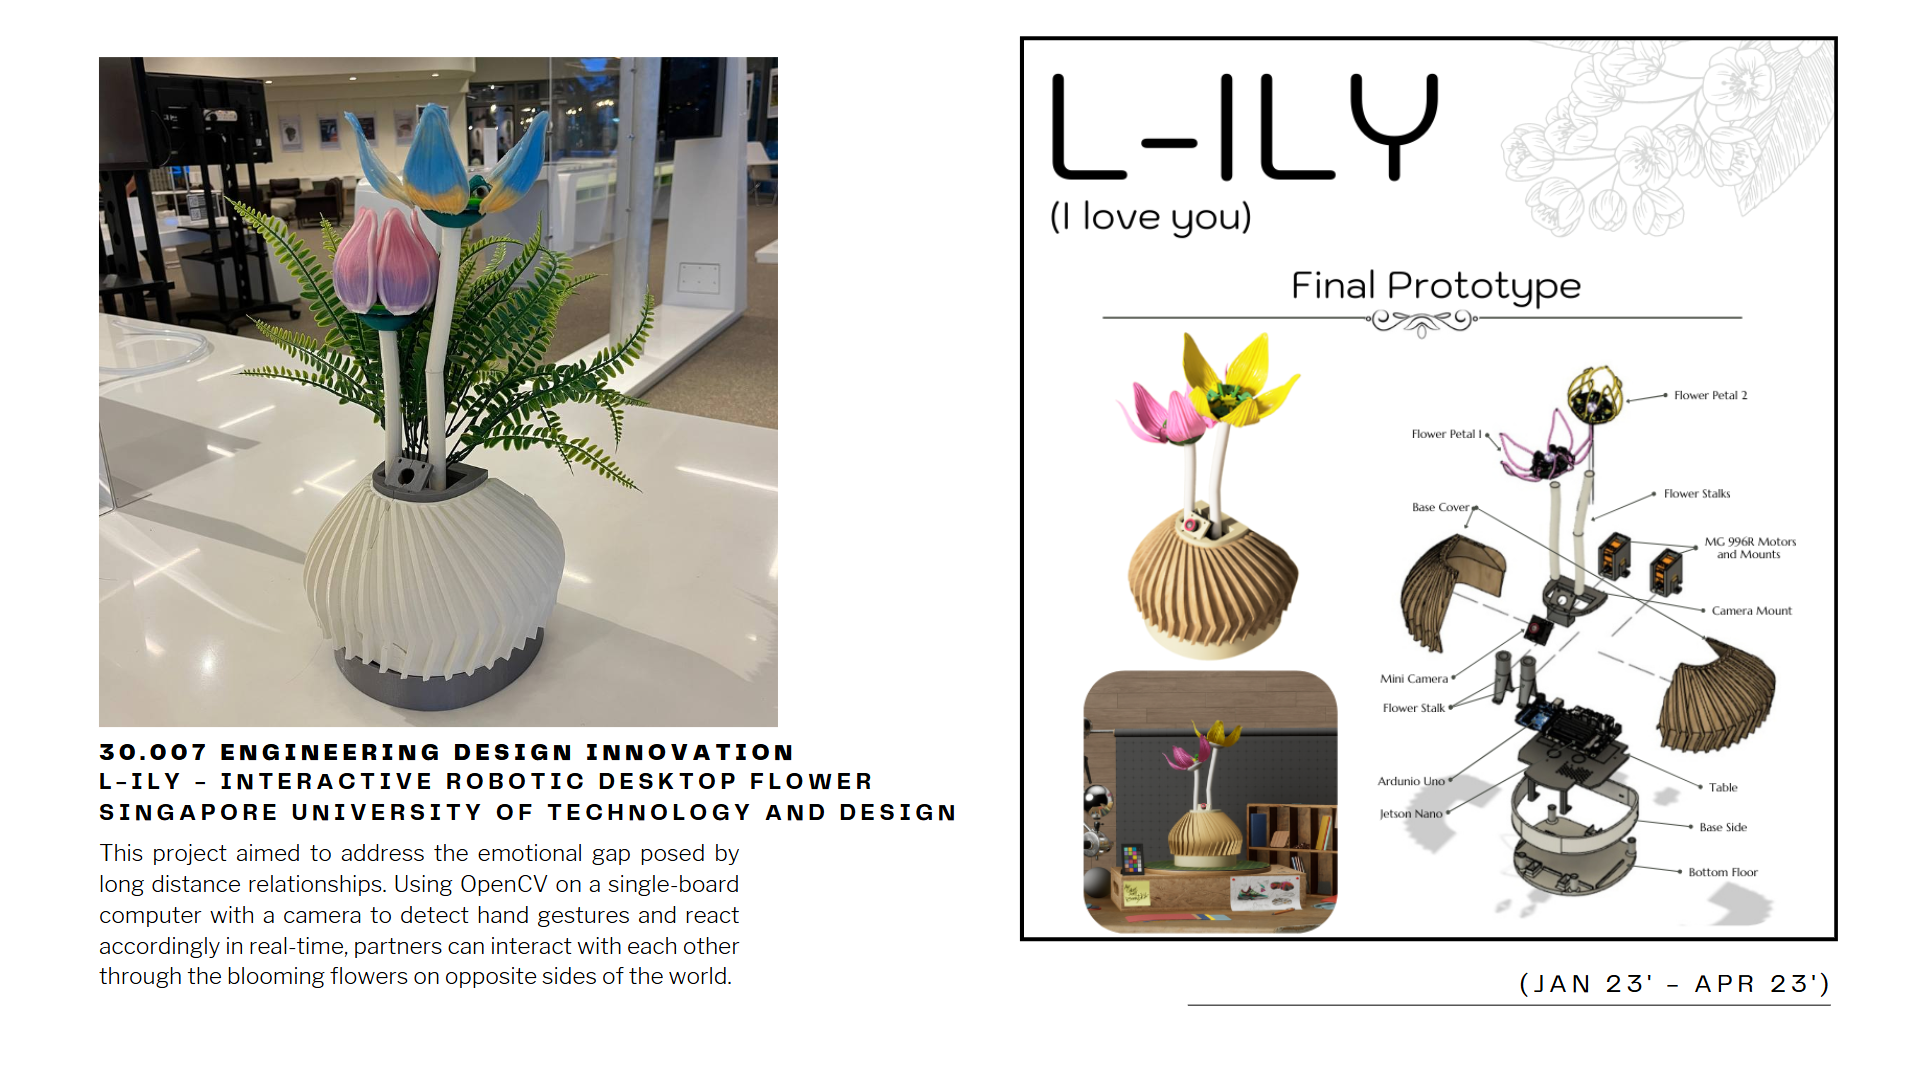 30.007 ENGINEERING DESIGN INNOVATION
L-ILY - INTERACTIVE ROBOTIC DESKTOP FLOWER
SINGAPORE UNIVERSITY OF TECHNOLOGY AND DESIGN
This project aimed to address the emotional gap posed by
long distance relationships. Using OpenCV on a single-board
computer with a camera to detect hand gestures and react
accordingly in real-time, partners can interact with each other
through the blooming flowers on opposite sides of the world.
L-ILY
(I love you)
Final Prototype
Flower Petal 2
Flower Petal 1
Flower Stalks
Base Cover
MG 996R Motors
and Mounts
Camera Mount
Mini Camera
Flower Stalk
Ardunio Uno
Table
Jetson Nano
Base Side
Bottom Floor
(JAN 23' - APR 23')